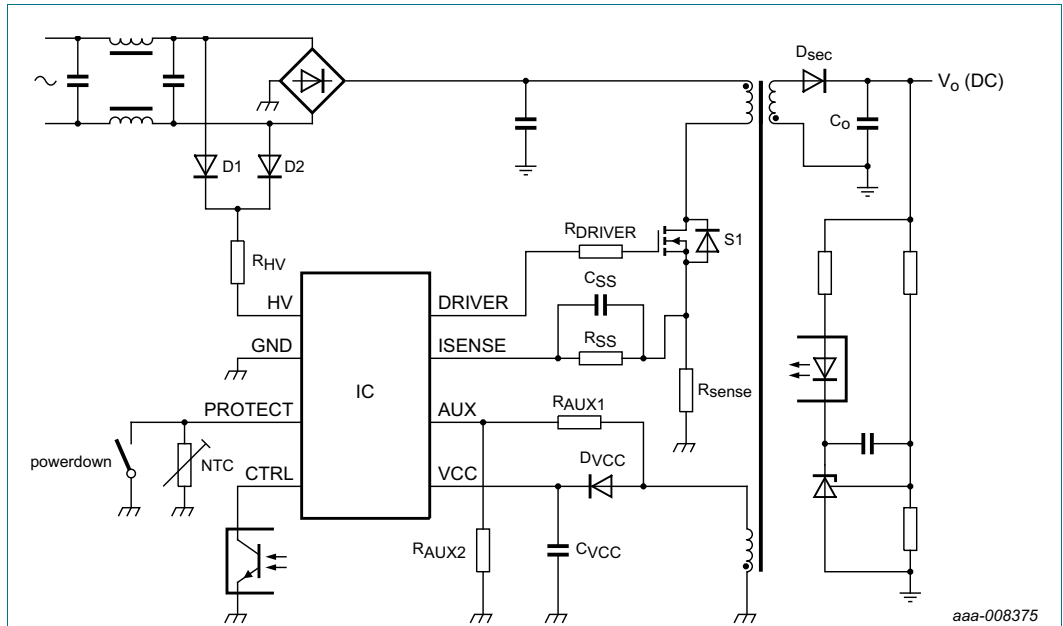 Dsec
Vo (DC)
Co
D1
D2
RDRIVER
S1
RHV
CSS
HV
DRIVER
RSS
GND
ISENSE
IC
Rsense
PROTECT
AUX
RAUX1
powerdown
NTC
CTRL
VCC
DVCC
RAUX2
CVCC
aaa-008375